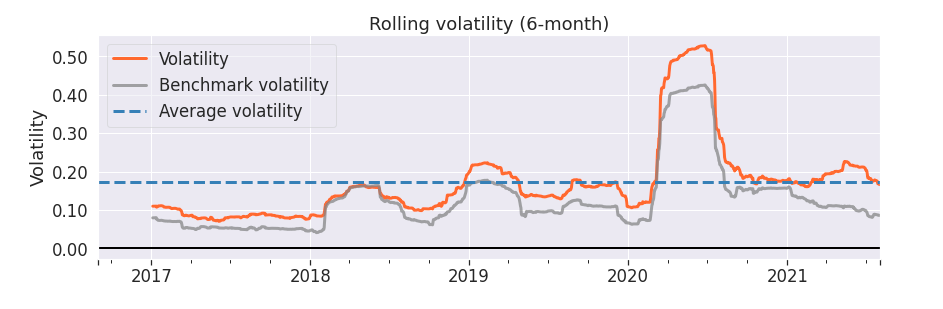 Rolling volatility (6-month)
Volatility
Benchmark volatility
Average volatility
Volatility
0.50
0.40
0.30
0.20
0.10
0.00
2017 2018 2019 2020 2021